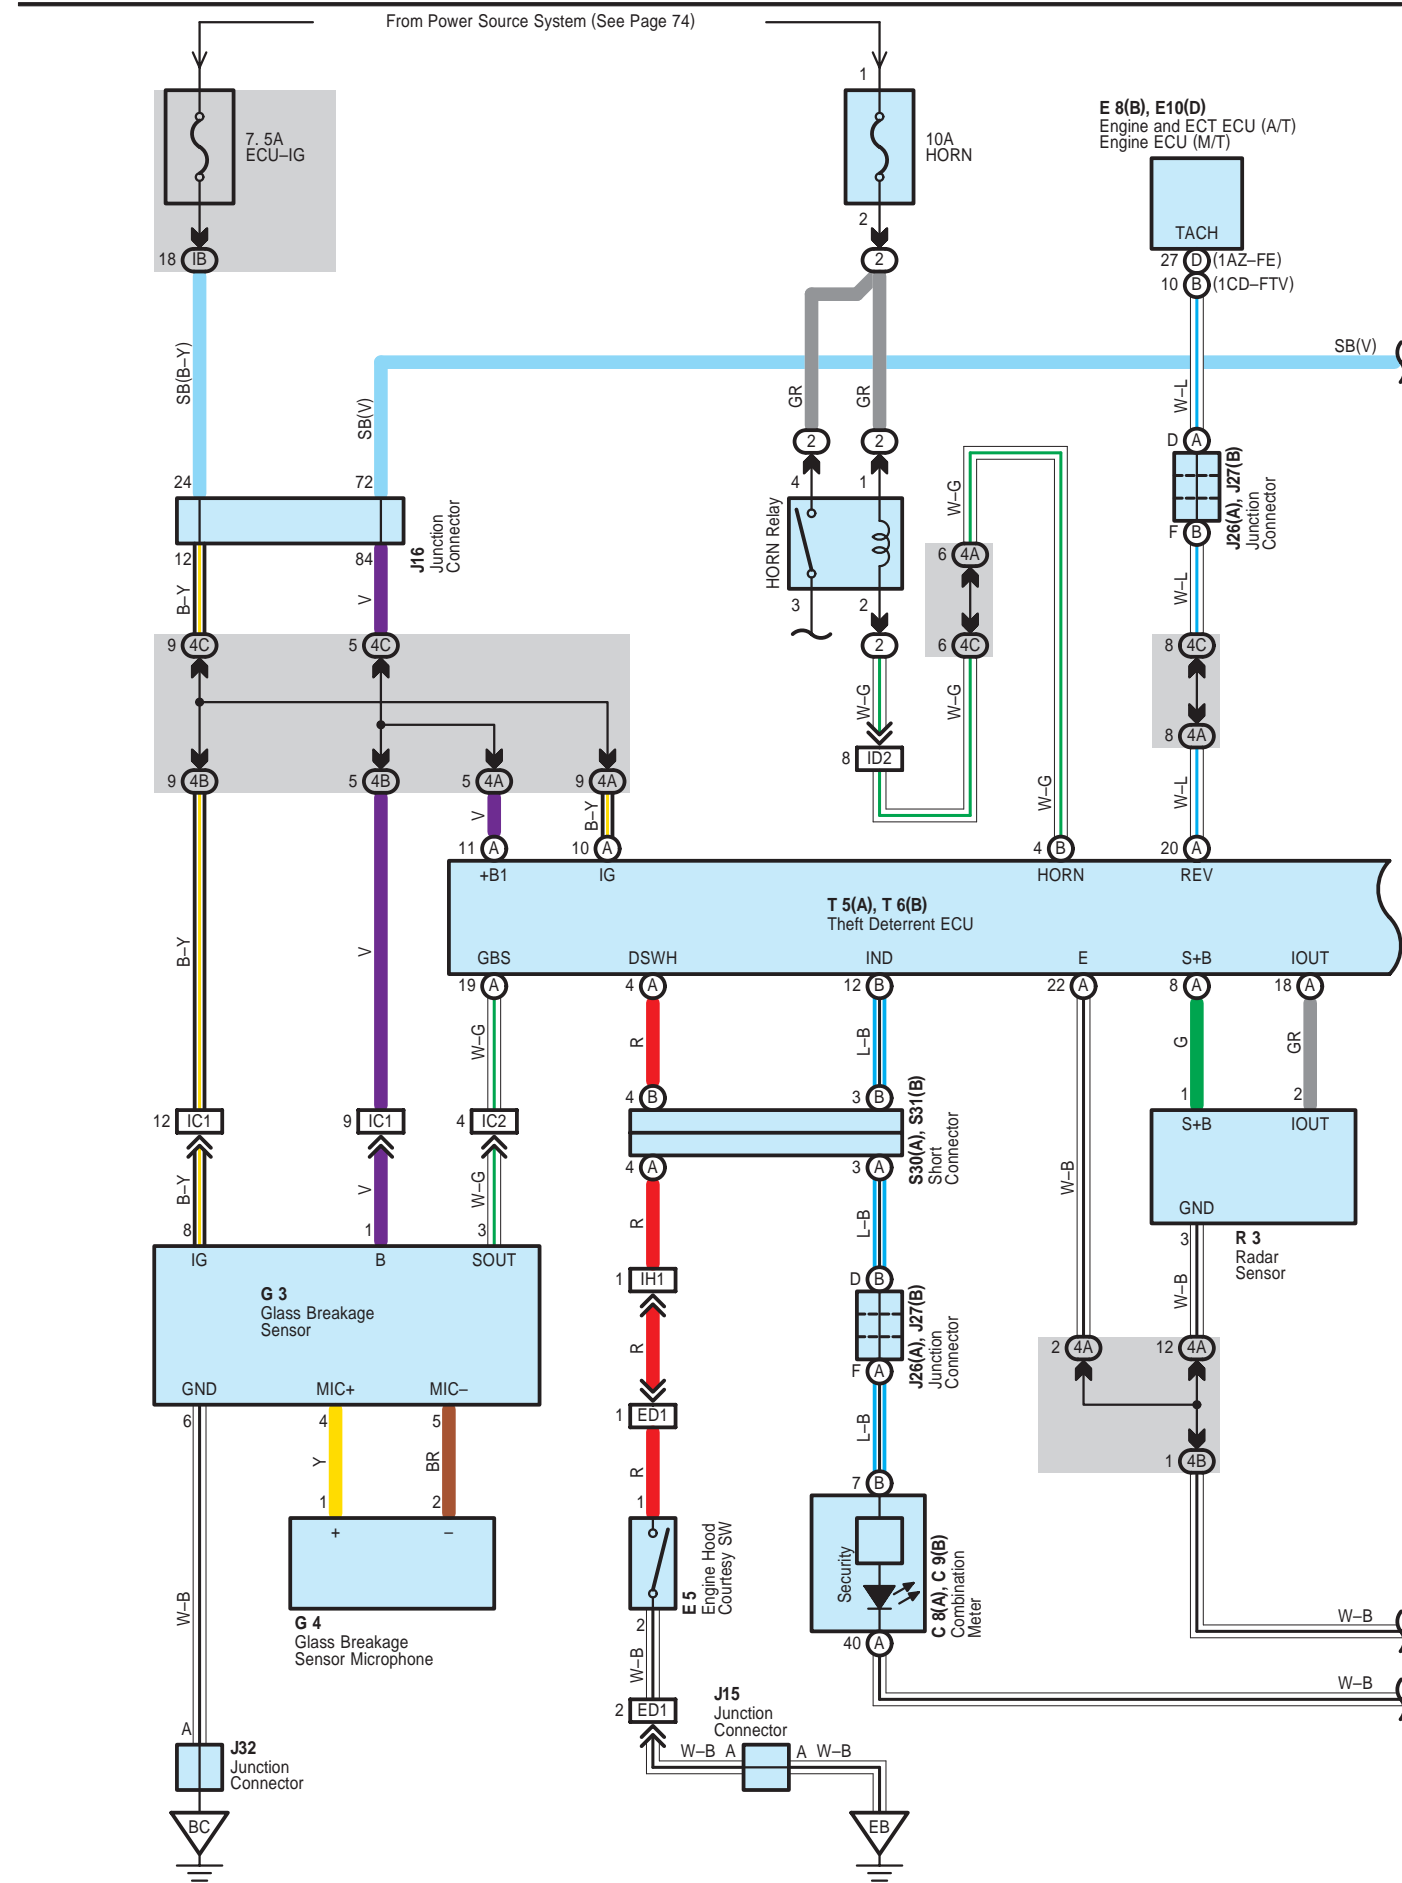 From Power Source System (See Page 74)
1
7. 5A
ECU–IG
10A
HORN
E 8(B), E10(D)
Engine and ECT ECU (A/T)
Engine ECU (M/T)
2
TACH
18 IB
2
27 D (1AZ–FE)
10 B (1CD–FTV)
SB(B–Y)
SB(V)
SB(V)
GR
GR
W–L
24
72
2
2
D A
4
1
W–G
J16
Junction
Connector
HORN Relay
J26(A), J27(B)
Junction
Connector
12
84
6 4A
F B
B–Y
V
3
2
W–L
9 4C
5 4C
2
6 4C
8 4C
W–G
W–G
8 ID2
8 4A
9 4B
5 4B
5 4A
9 4A
V
B–Y
W–G
W–L
11 A
10 A
4 B
20 A
+B1
IG
HORN
REV
T 5(A), T 6(B)
Theft Deterrent ECU
B–Y
V
GBS
DSWH
IND
E
S+B
IOUT
19 A
4 A
12 B
22 A
8 A
18 A
W–G
R
L–B
G
GR
4 B
3 B
1
2
12 IC1
9 IC1
4 IC2
S30(A), S31(B)
Short
Connector
S+B
IOUT
4 A
3 A
B–Y
V
W–G
W–B
GND
8
1
3
R
L–B
3
R 3
Radar
Sensor
IG
B
SOUT
1 IH1
D B
W–B
G 3
Glass Breakage
Sensor
J26(A), J27(B)
Junction
Connector
R
2 4A
12 4A
GND
MIC+
MIC–
F A
6
4
5
1 ED1
L–B
Y
BR
R
1 4B
1
2
1
7 B
+
–
E 5
Engine Hood
Courtesy SW
Security
C 8(A), C 9(B)
Combination
Meter
W–B
G 4
Glass Breakage
Sensor Microphone
2
40 A
W–B
W–B
W–B
2 ED1
J15
Junction
Connector
A
J32
Junction
Connector
W–B A
A W–B
BC
EB